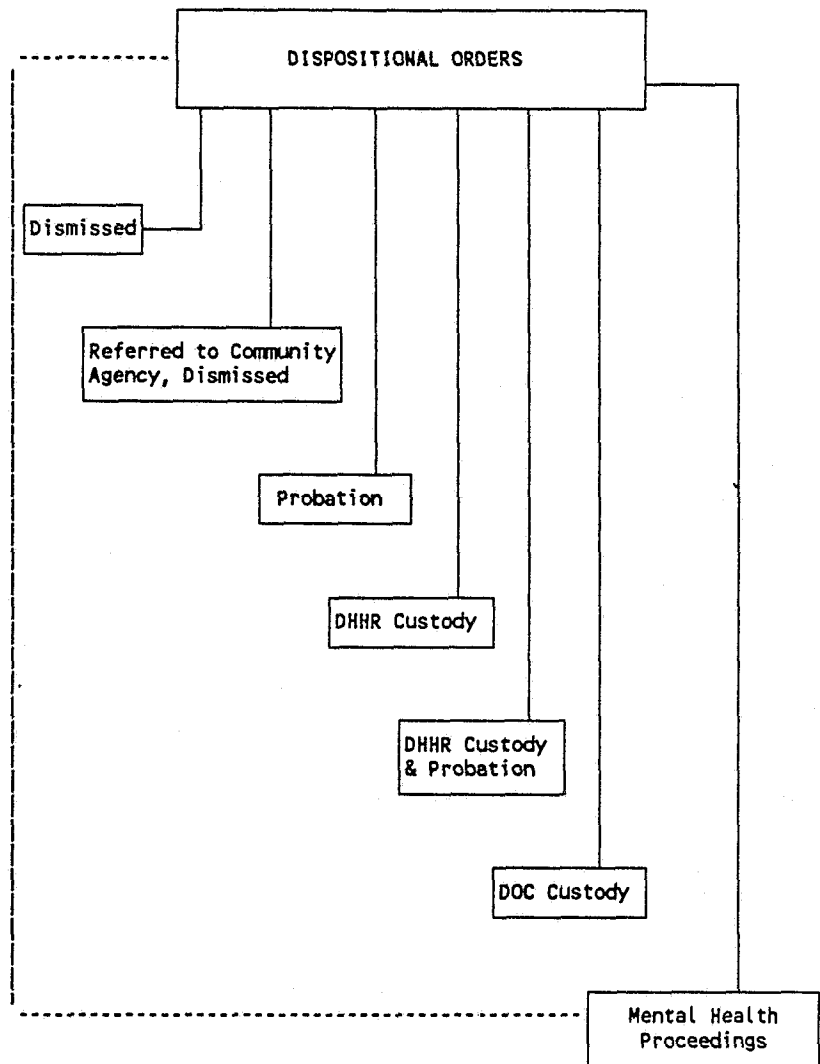 DISPOSITIONAL ORDERS
Dismissed
Referred to Community
Agency, Dismissed
Probation
DHHR Custody
DHHR Custody
& Probation
DOC Custody
Mental Health
Proceedings